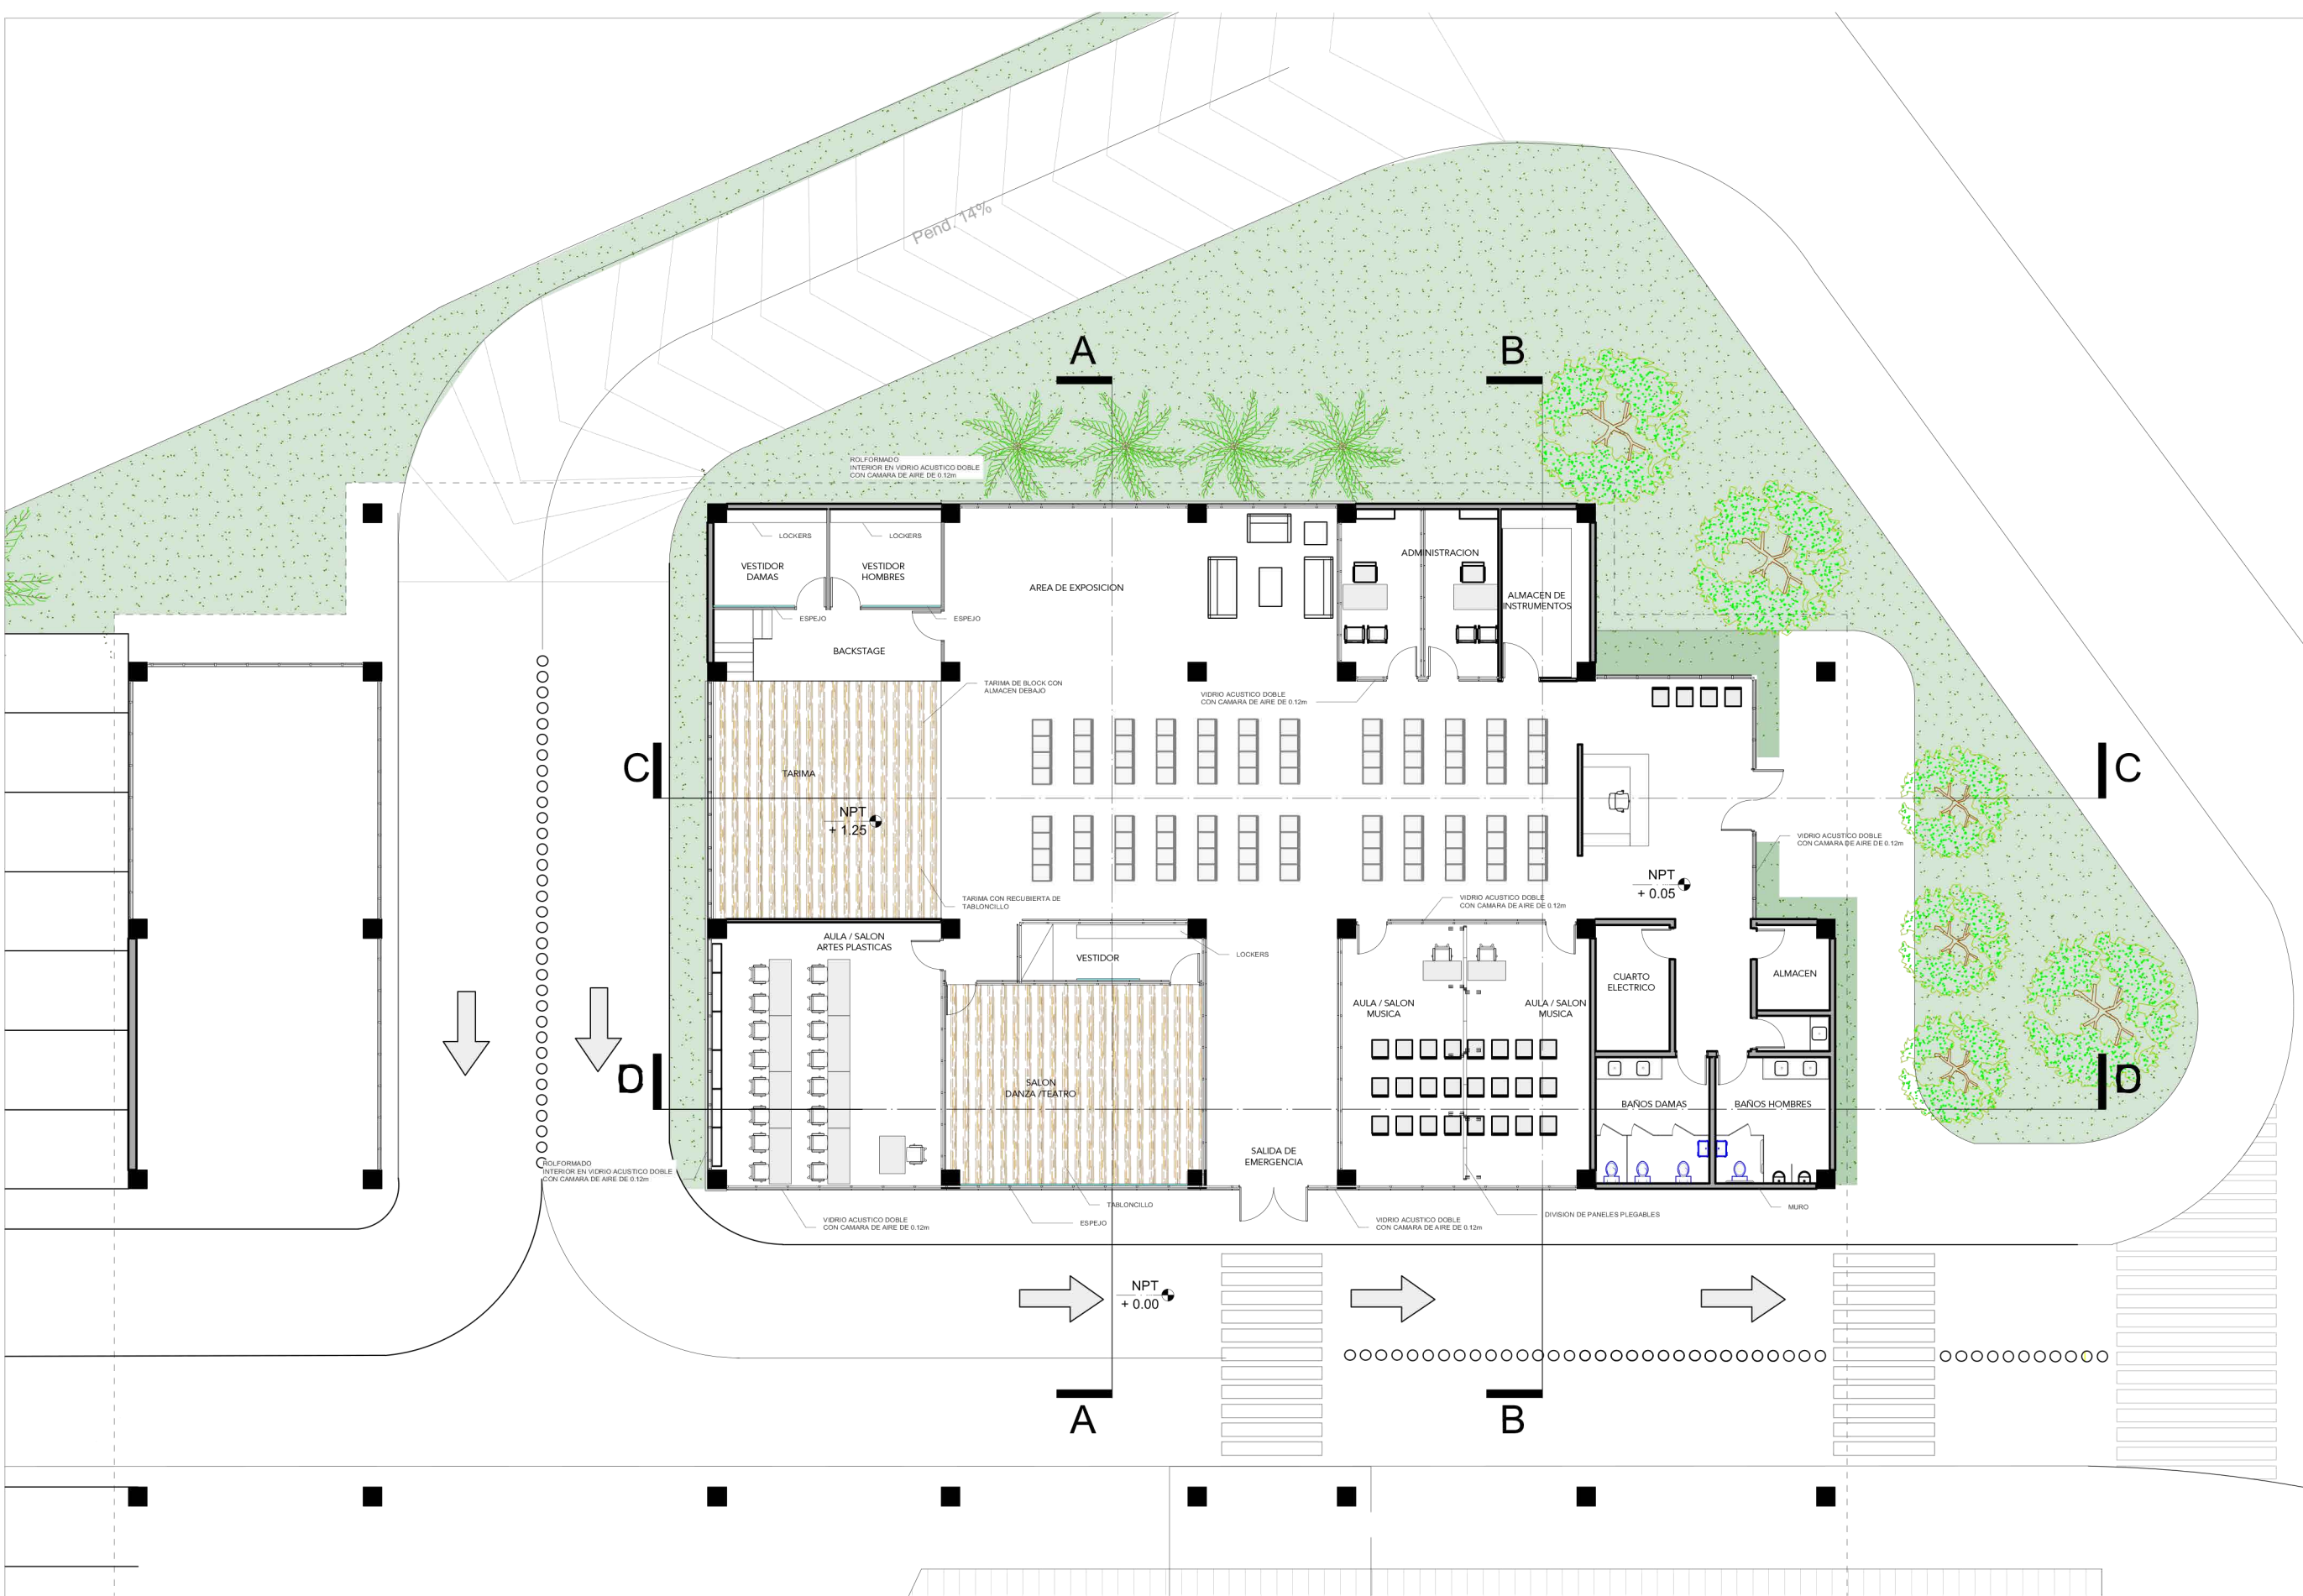 Pend. 14%
A
B
ROLFORMADO
INTERIOR EN VIDRIO ACUSTICO DOBLE
CON CAMARA DE AIRE DE 0.12m
LOCKERS
LOCKERS
VESTIDOR
DAMAS
VESTIDOR
HOMBRES
ESPEJO
ESPEJO
BACKSTAGE
AREA DE EXPOSICION
ADMINISTRACION
ALMACEN DE
INSTRUMENTOS
TARIMA DE BLOCK CON
ALMACEN DEBAJO
VIDRIO ACUSTICO DOBLE
CON CAMARA DE AIRE DE 0.12m
C
TARIMA
C
NPT
+ 1.25
VIDRIO ACUSTICO DOBLE
CON CAMARA DE AIRE DE 0.12m
NPT
+ 0.05
TARIMA CON RECUBIERTA DE
TABLONCILLO
VIDRIO ACUSTICO DOBLE
CON CAMARA DE AIRE DE 0.12m
AULA / SALON
ARTES PLASTICAS
VESTIDOR
LOCKERS
CUARTO
ELECTRICO
ALMACEN
AULA / SALON
MUSICA
AULA / SALON
MUSICA
D
SALON
DANZA /TEATRO
D
BAÑOS DAMAS
BAÑOS HOMBRES
SALIDA DE
EMERGENCIA
ROLFORMADO
INTERIOR EN VIDRIO ACUSTICO DOBLE
CON CAMARA DE AIRE DE 0.12m
TABLONCILLO
MURO
VIDRIO ACUSTICO DOBLE
CON CAMARA DE AIRE DE 0.12m
ESPEJO
VIDRIO ACUSTICO DOBLE
CON CAMARA DE AIRE DE 0.12m
DIVISION DE PANELES PLEGABLES
NPT
+ 0.00
A
B